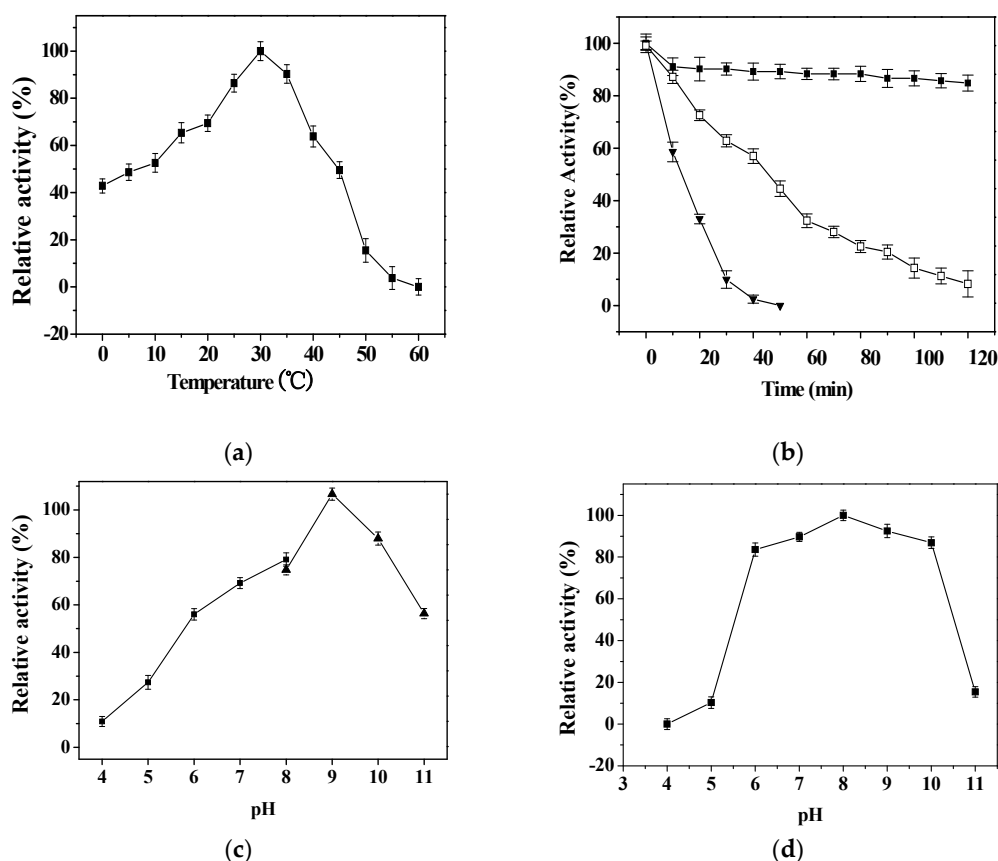 100
80
60
40
20
0
-20
0 10 20 30 40 50 60
Relative activity (%)
Temperature (℃)
(a)
100
80
60
40
20
0
0 20 40 60 80 100 120
Relative Activity(%)
Time (min)
(b)
100
80
60
40
20
0
4 5 6 7 8 9 10 11
Relative activity (%)
pH
(c)
100
80
60
40
20
0
-20
3 4 5 6 7 8 9 10 11
Relative activity (%)
pH
(d)